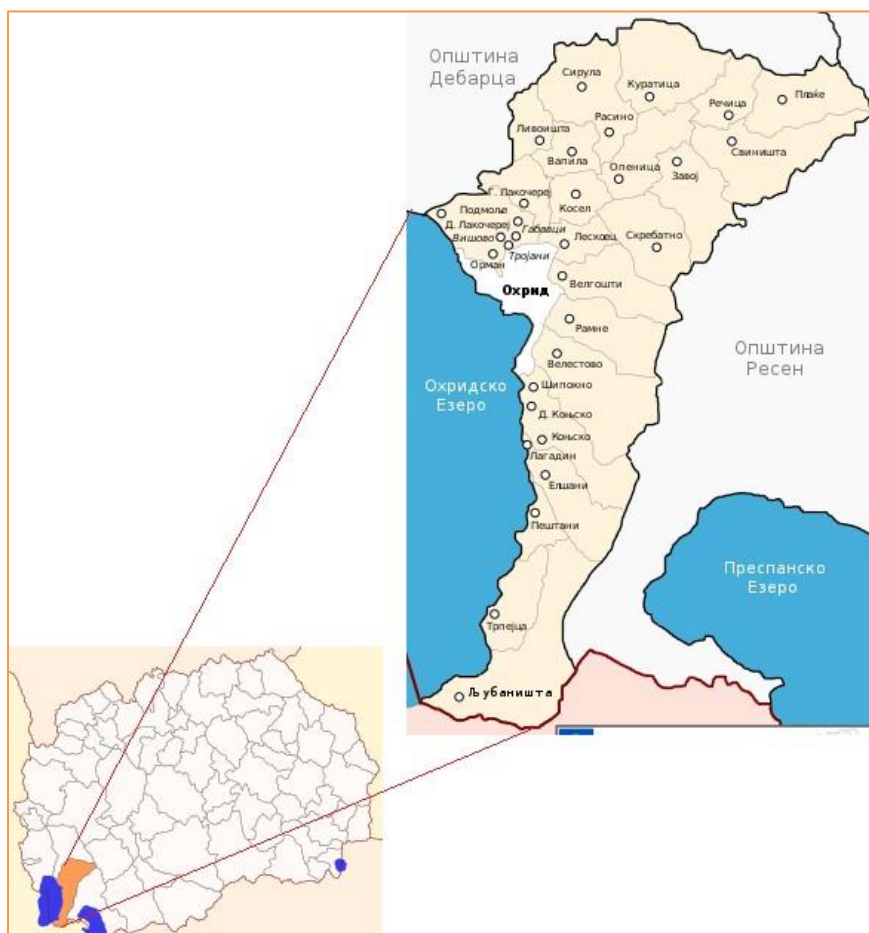 Општина
Дебарца
Сирула
Куратица
Плаќе
Речица
Расино
Ливоишта
Вапила
Свиништа
Опеница
Завој
Г. Лакочереј
Косел
Подмоље
Д. Лакочереј
Габавци
Вишово
Лескоец
Скребатно
Тројани
Орман
Охрид
Велгошти
Рамне
Општина
Ресен
Велестово
Охридско
Езеро
Шипокно
Д. Коњско
Коњско
Лагадин
Елшани
Пештани
Преспанско
Езеро
Трпејца
Љубаништа